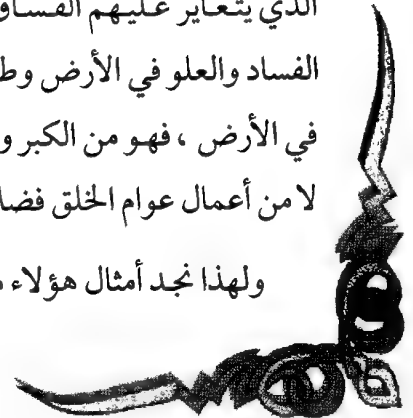 الذي يتعاير عليهم الفساق
الفساد والعلو في الأرض وط
في الأرض ، فهو من الكبر و
لا من أعمال عوام الخلق فضا
ولهذا نجد أمثال هؤلاء